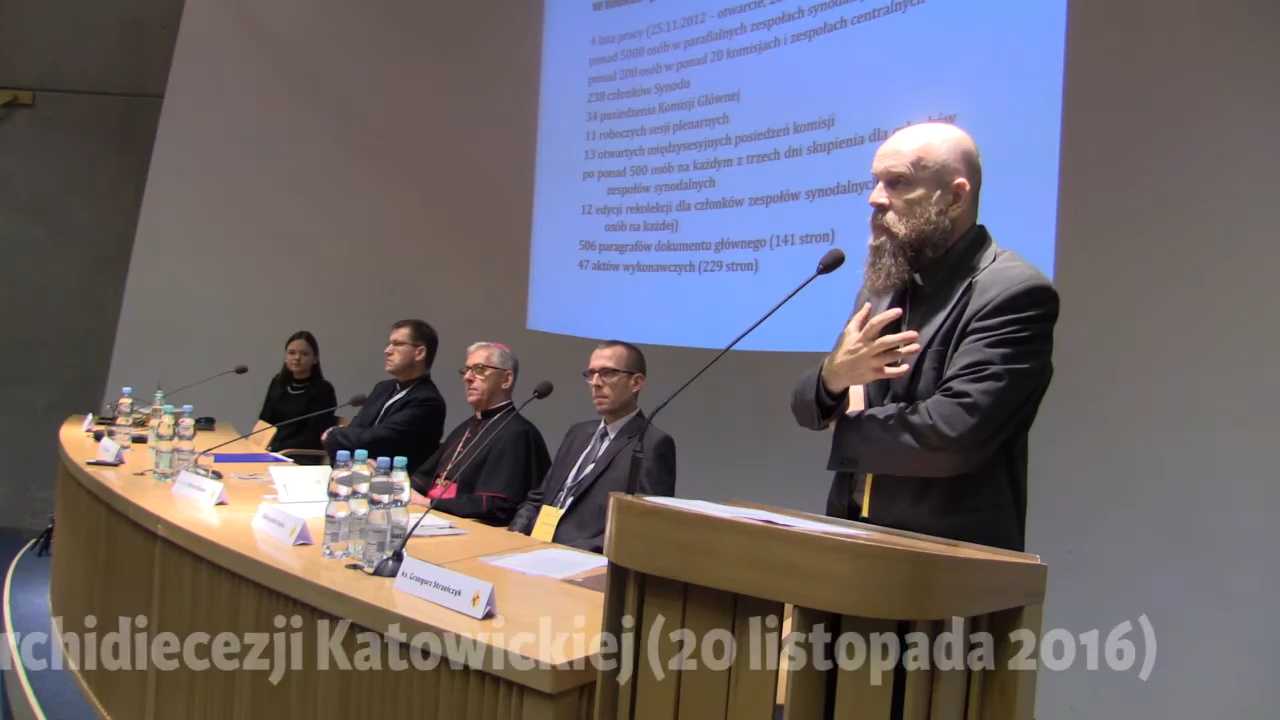 4 lata pracy (25.11.2012 – otwarcie,
ponad 5000 osób w parafialnych zespołach synodalnych
ponad 200 osób w ponad 20 komisjach i zespołach centralnych
238 członków Synodu
34 posiedzenia Komisji Głównej
11 roboczych sesji plenarnych
13 otwartych międzysesyjnych posiedzeń komisji
po ponad 500 osób na każdym z trzech dni skupienia dla
zespołów synodalnych
12 edycji rekolekcji dla członków zespołów synodalnyc
osób na każdej)
506 paragrafów dokumentu głównego (141 stron)
47 aktów wykonawczych (229 stron)
ks. Grzegorz Strzelczyk
rchidiecezji Katowickiej (20 listopada 2016)